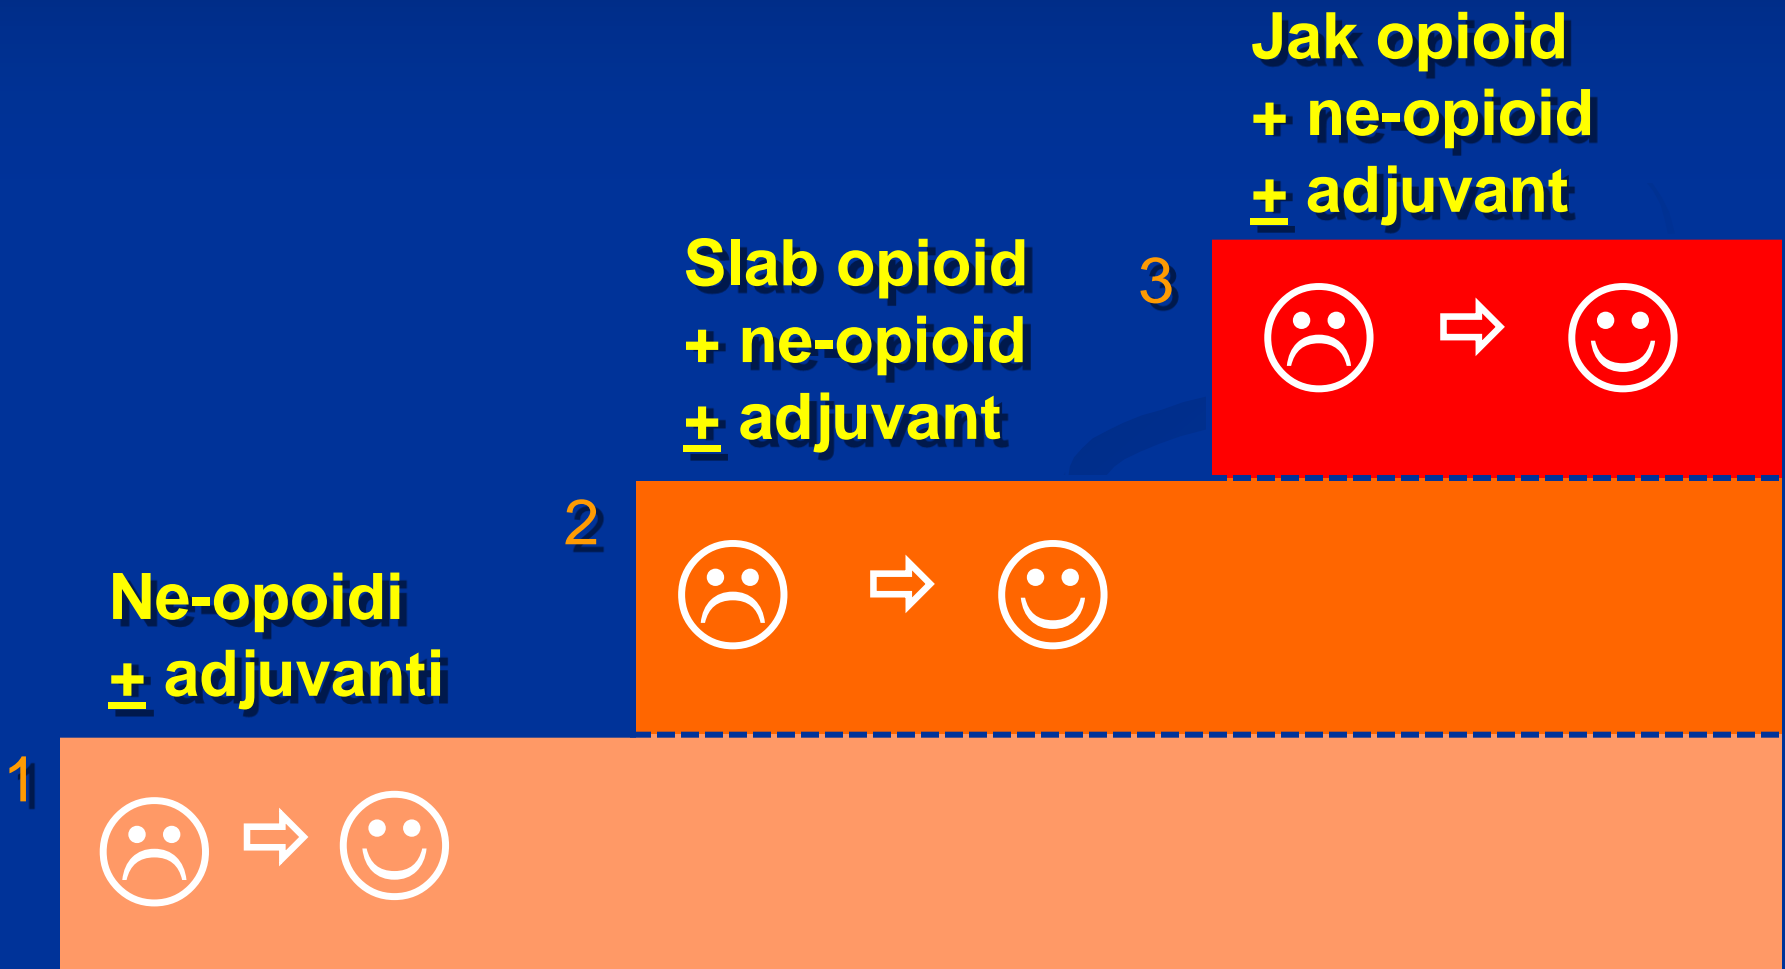 Jak opioid
+ ne-opioid
+ adjuvant
3
Slab opioid
+ ne-opioid
+ adjuvant
2
Ne-opoidi
+ adjuvanti
1